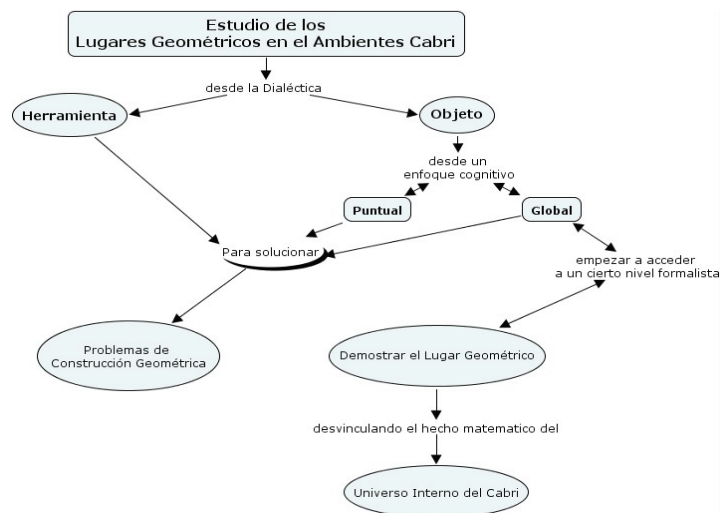 Estudio de los
Lugares Geométricos en el Ambientes Cabri
desde la Dialéctica
Herramienta
Objeto
desde un
enfoque cognitivo
Puntual
Global
Para solucionar
empezar a acceder
a un cierto nivel formalista
Problemas de
Construcción Geométrica
Demostrar el Lugar Geométrico
desvinculando el hecho matematico del
Universo Interno del Cabri